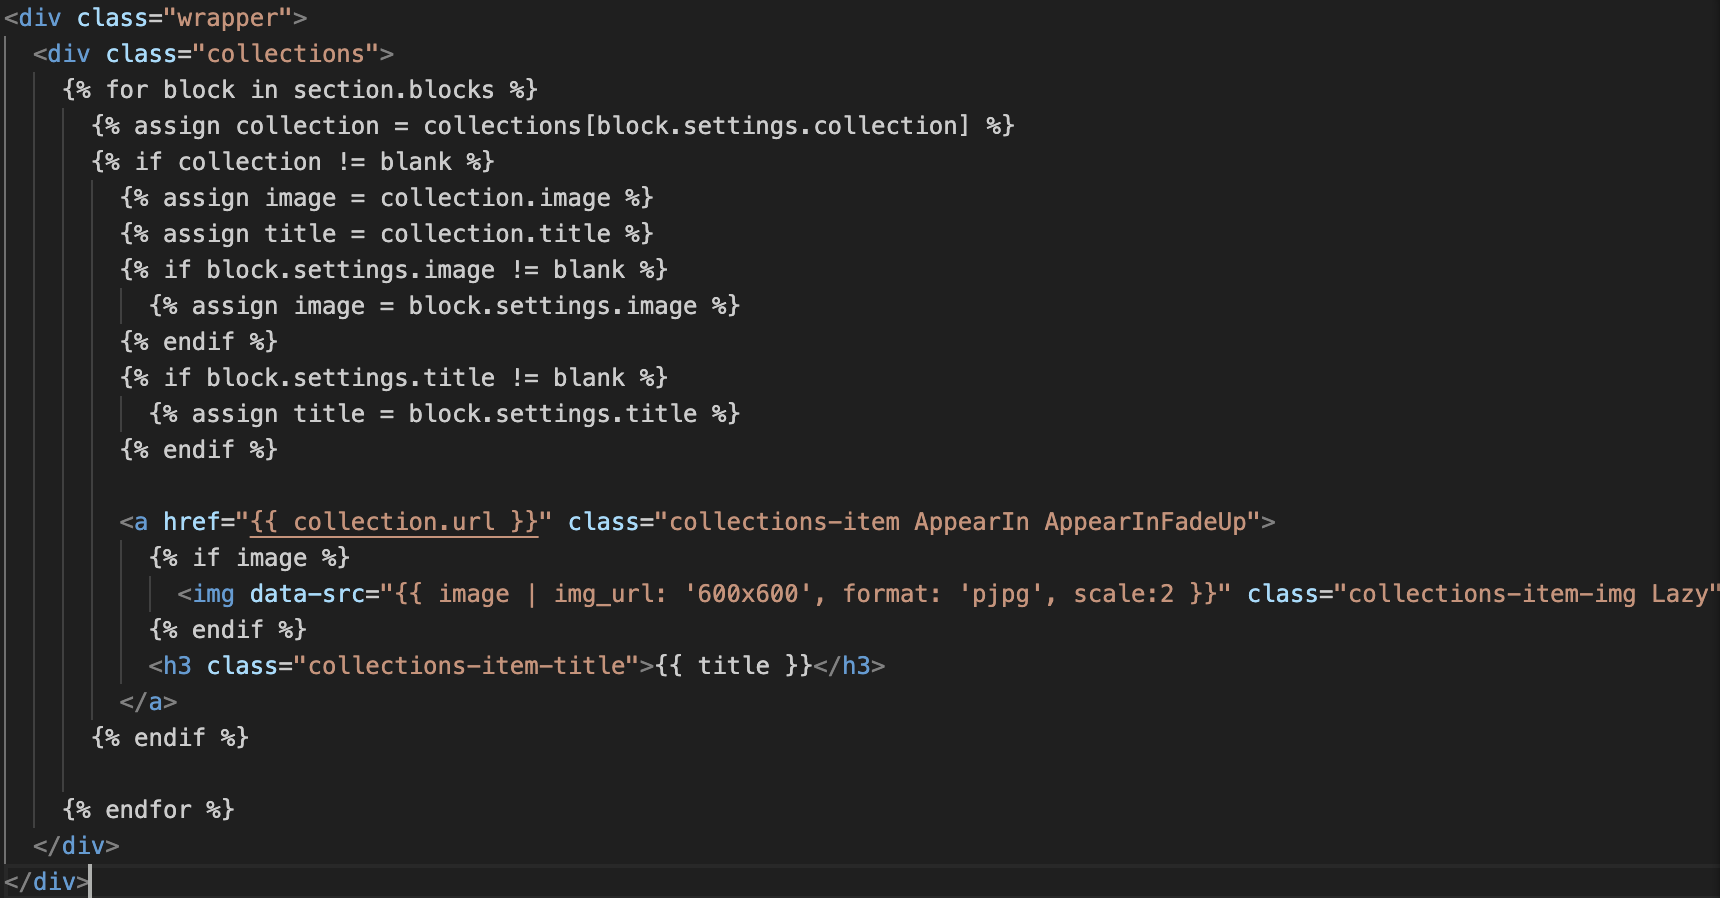 <div class="wrapper">
<div class="collections">
{% for block in section.blocks %}
{% assign collection = collections[block.settings.collection] %}
{% if collection != blank %}
{% assign image = collection.image %}
{% assign title = collection.title %}
{% if block.settings.image != blank %}
{% assign image = block.settings.image %}
{% endif %}
{% if block.settings.title != blank %}
{% assign title = block.settings.title %}
{% endif %}
<a href="{{ collection.url }}" class="collections-item AppearIn AppearInFadeUp">
{% if image %}
<img data-src="{{ image | img_url: '600x600', format: 'pjpg', scale:2 }}" class="collections-item-img Lazy"
{% endif %}
<h3 class="collections-item-title">{{ title }}</h3>
</a>
{% endif %}
{% endfor %}
</div>
</div>